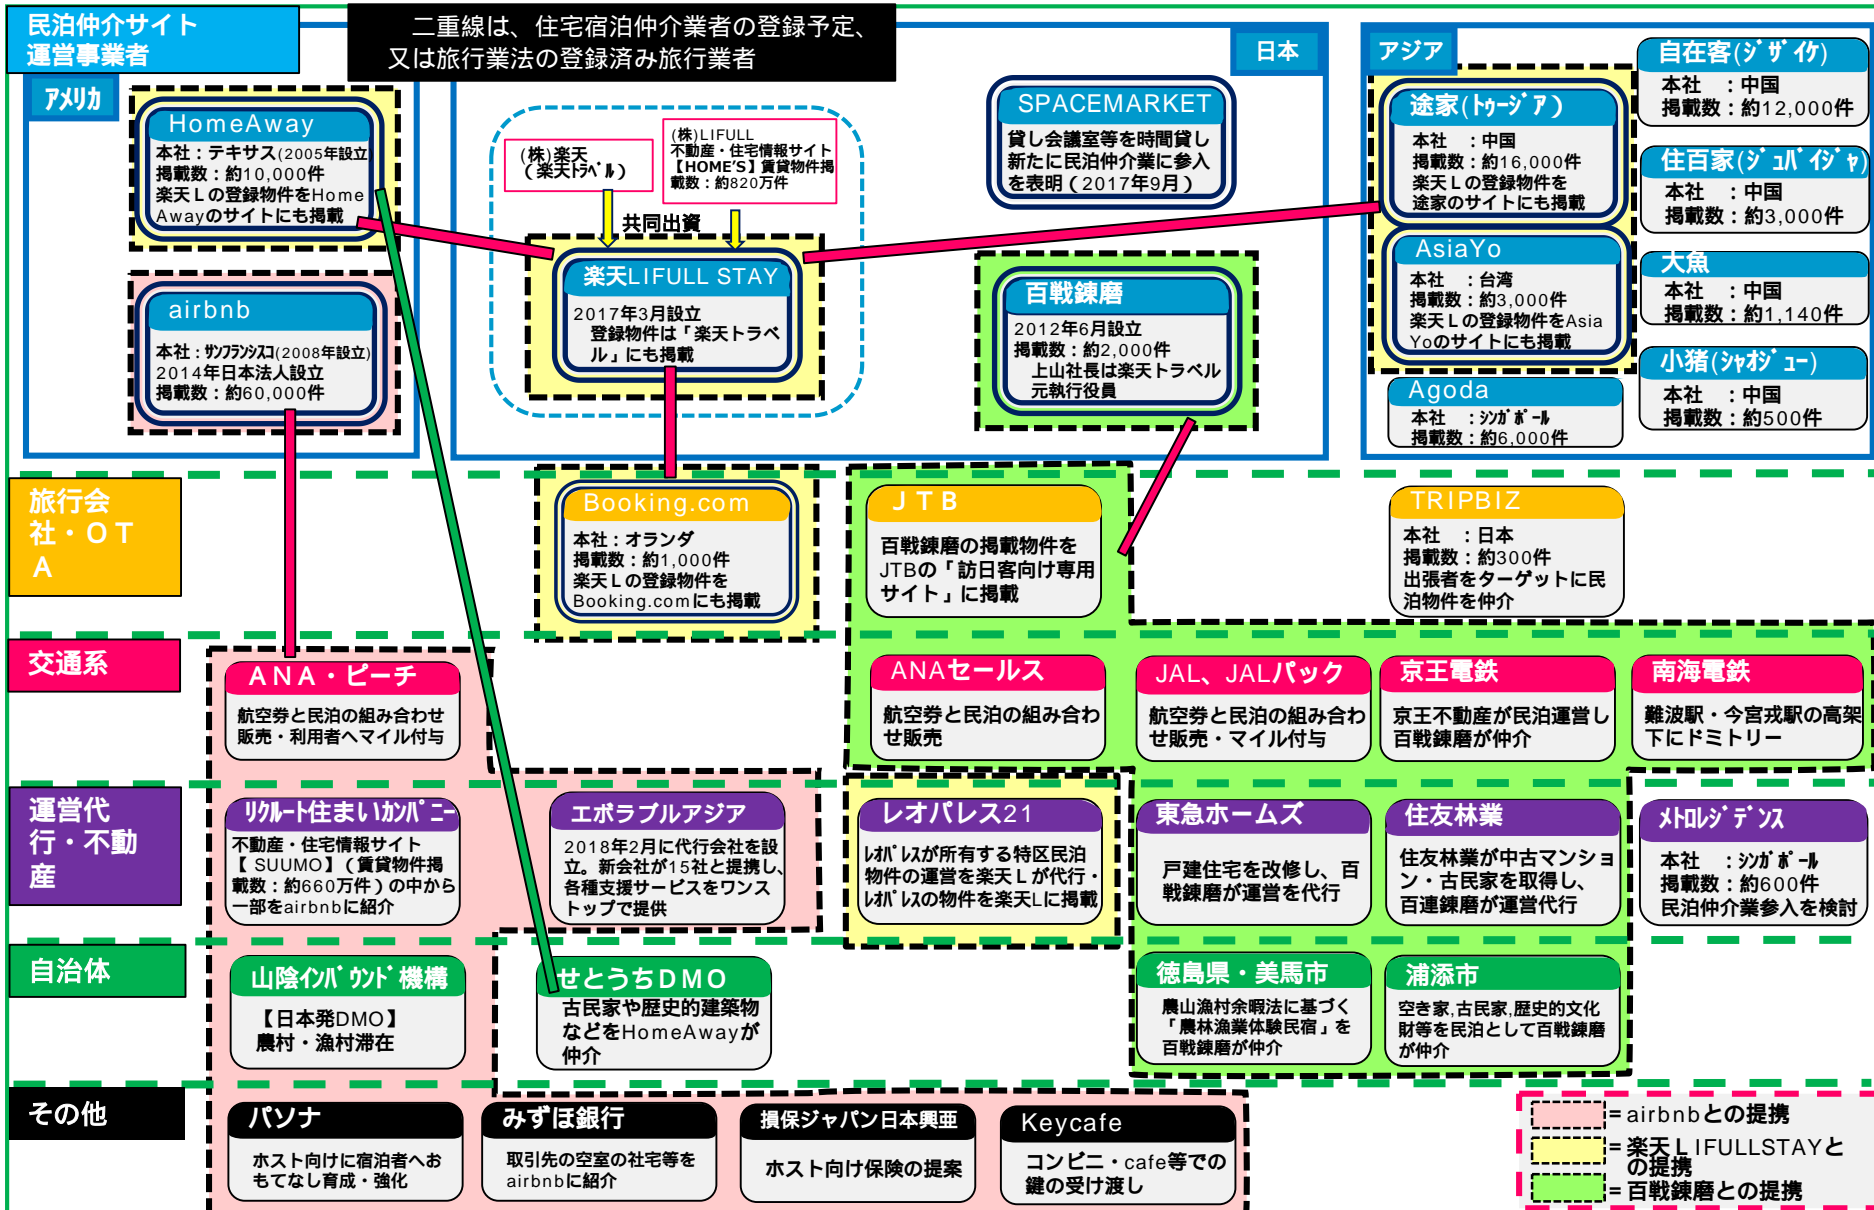 民泊仲介サイト
運営事業者
二重線は、住宅宿泊仲介業者の登録予定、
又は旅行業法の登録済み旅行業者
アメリカ
日本
アジア
HomeAway
本社：テキサス(2005年設立
掲載数：約10,000件
楽天Ｌの登録物件をHome
Awayのサイトにも掲載
airbnb
本社：サンフランシスコ(2008年設立)
2014年日本法人設立
掲載数：約60,000件
(株)楽天
（楽天トラベル）
(株)LIFULL
不動産・住宅情報サイト
【HOME'S】賃貸物件掲
載数：約820万件
共同出資
楽天LIFULL STAY
2017年3月設立
登録物件は「楽天トラベ
ル」にも掲載
SPACEMARKET
貸し会議室等を時間貸し
新たに民泊仲介業に参入
を表明（2017年9月）
百戦錬磨
2012年6月設立
掲載数：約2,000件
上山社長は楽天トラベル
元執行役員
途家(トゥージア)
本社　：中国
掲載数：約16,000件
楽天Ｌの登録物件を
途家のサイトにも掲載
AsiaYo
本社　：台湾
掲載数：約3,000件
楽天Ｌの登録物件をAsia
Yoのサイトにも掲載
Agoda
本社　：シンガポール
掲載数：約6,000件
自在客(ジザイケ)
本社　：中国
掲載数：約12,000件
住百家(ジュバイジャ)
本社　：中国
掲載数：約3,000件
大魚
本社　：中国
掲載数：約1,140件
小猪(シャオジュー)
本社　：中国
掲載数：約500件
旅行会
社・ＯＴ
Ａ
Booking.com
本社：オランダ
掲載数：約1,000件
楽天Ｌの登録物件を
Booking.comにも掲載
ＪＴＢ
百戦錬磨の掲載物件を
JTBの「訪日客向け専用
サイト」に掲載
TRIPBIZ
本社　：日本
掲載数：約300件
出張者をターゲットに民
泊物件を仲介
交通系
ＡＮＡ・ピーチ
航空券と民泊の組み合わせ
販売・利用者へマイル付与
ANAセールス
航空券と民泊の組み合わ
せ販売
JAL、JALパック
航空券と民泊の組み合わ
せ販売・マイル付与
京王電鉄
京王不動産が民泊運営し
百戦錬磨が仲介
南海電鉄
難波駅・今宮戎駅の高架
下にドミトリー
運営代
行・不動
産
リクルート住まいカンパニー
不動産・住宅情報サイト
【 SUUMO】（賃貸物件掲
載数：約660万件）の中から
一部をairbnbに紹介
エボラブルアジア
2018年2月に代行会社を設
立。新会社が15社と提携し、
各種支援サービスをワンス
トップで提供
レオパレス21
レオパレスが所有する特区民泊
物件の運営を楽天Ｌが代行・
レオパレスの物件を楽天Lに掲載
東急ホームズ
戸建住宅を改修し、百
戦錬磨が運営を代行
住友林業
住友林業が中古マンショ
ン・古民家を取得し、
百連錬磨が運営代行
メトロレジデンス
本社　：シンガポール
掲載数：約600件
民泊仲介業参入を検討
自治体
山陰インバウンド機構
【日本発DMO】
農村・漁村滞在
せとうちＤＭＯ
古民家や歴史的建築物
などをHomeAwayが
仲介
徳島県・美馬市
農山漁村余暇法に基づく
「農林漁業体験民宿」を
百戦錬磨が仲介
浦添市
空き家,古民家,歴史的文化
財等を民泊として百戦錬磨
が仲介
その他
パソナ
ホスト向けに宿泊者へお
もてなし育成・強化
みずほ銀行
取引先の空室の社宅等を
airbnbに紹介
損保ジャパン日本興亜
ホスト向け保険の提案
Keycafe
コンビニ・cafe等での
鍵の受け渡し
＝airbnbとの提携
＝楽天ＬIFULLSTAYと
の提携
＝百戦錬磨との提携